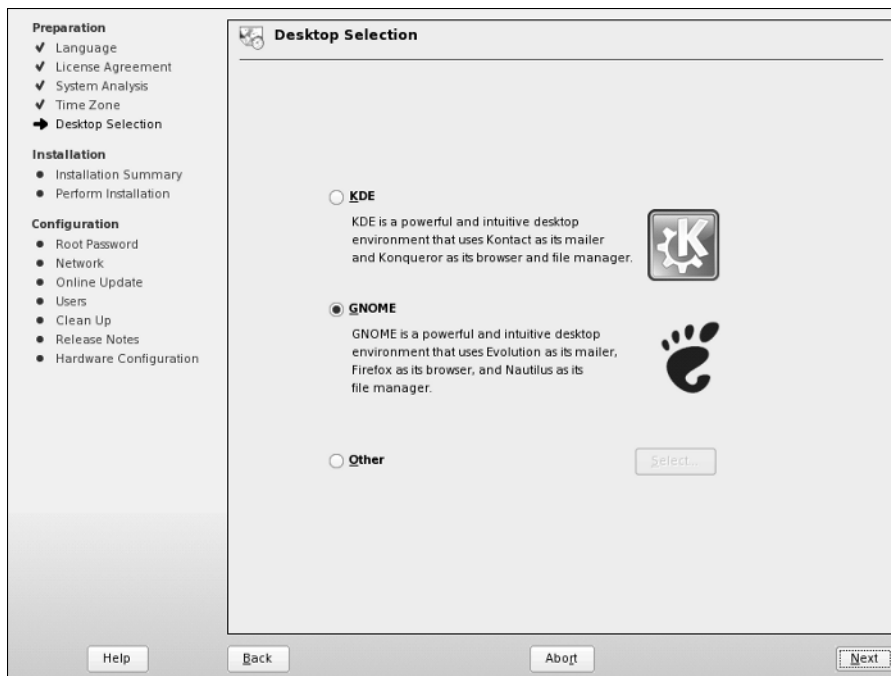 Preparation
Language
License Agreement
System Analysis
Time Zone
Desktop Selection
Installation
Installation Summary
Perform Installation
Configuration
Root Password
Network
Online Update
Users
Clean Up
Release Notes
Hardware Configuration
Desktop Selection
KDE
KDE is a powerful and intuitive desktop
environment that uses Kontact as its mailer
and Konqueror as its browser and file manager.
GNOME
GNOME is a powerful and intuitive desktop
environment that uses Evolution as its mailer,
Firefox as its browser, and Nautilus as its
file manager.
Other
Select...
Help
Back
Abort
Next